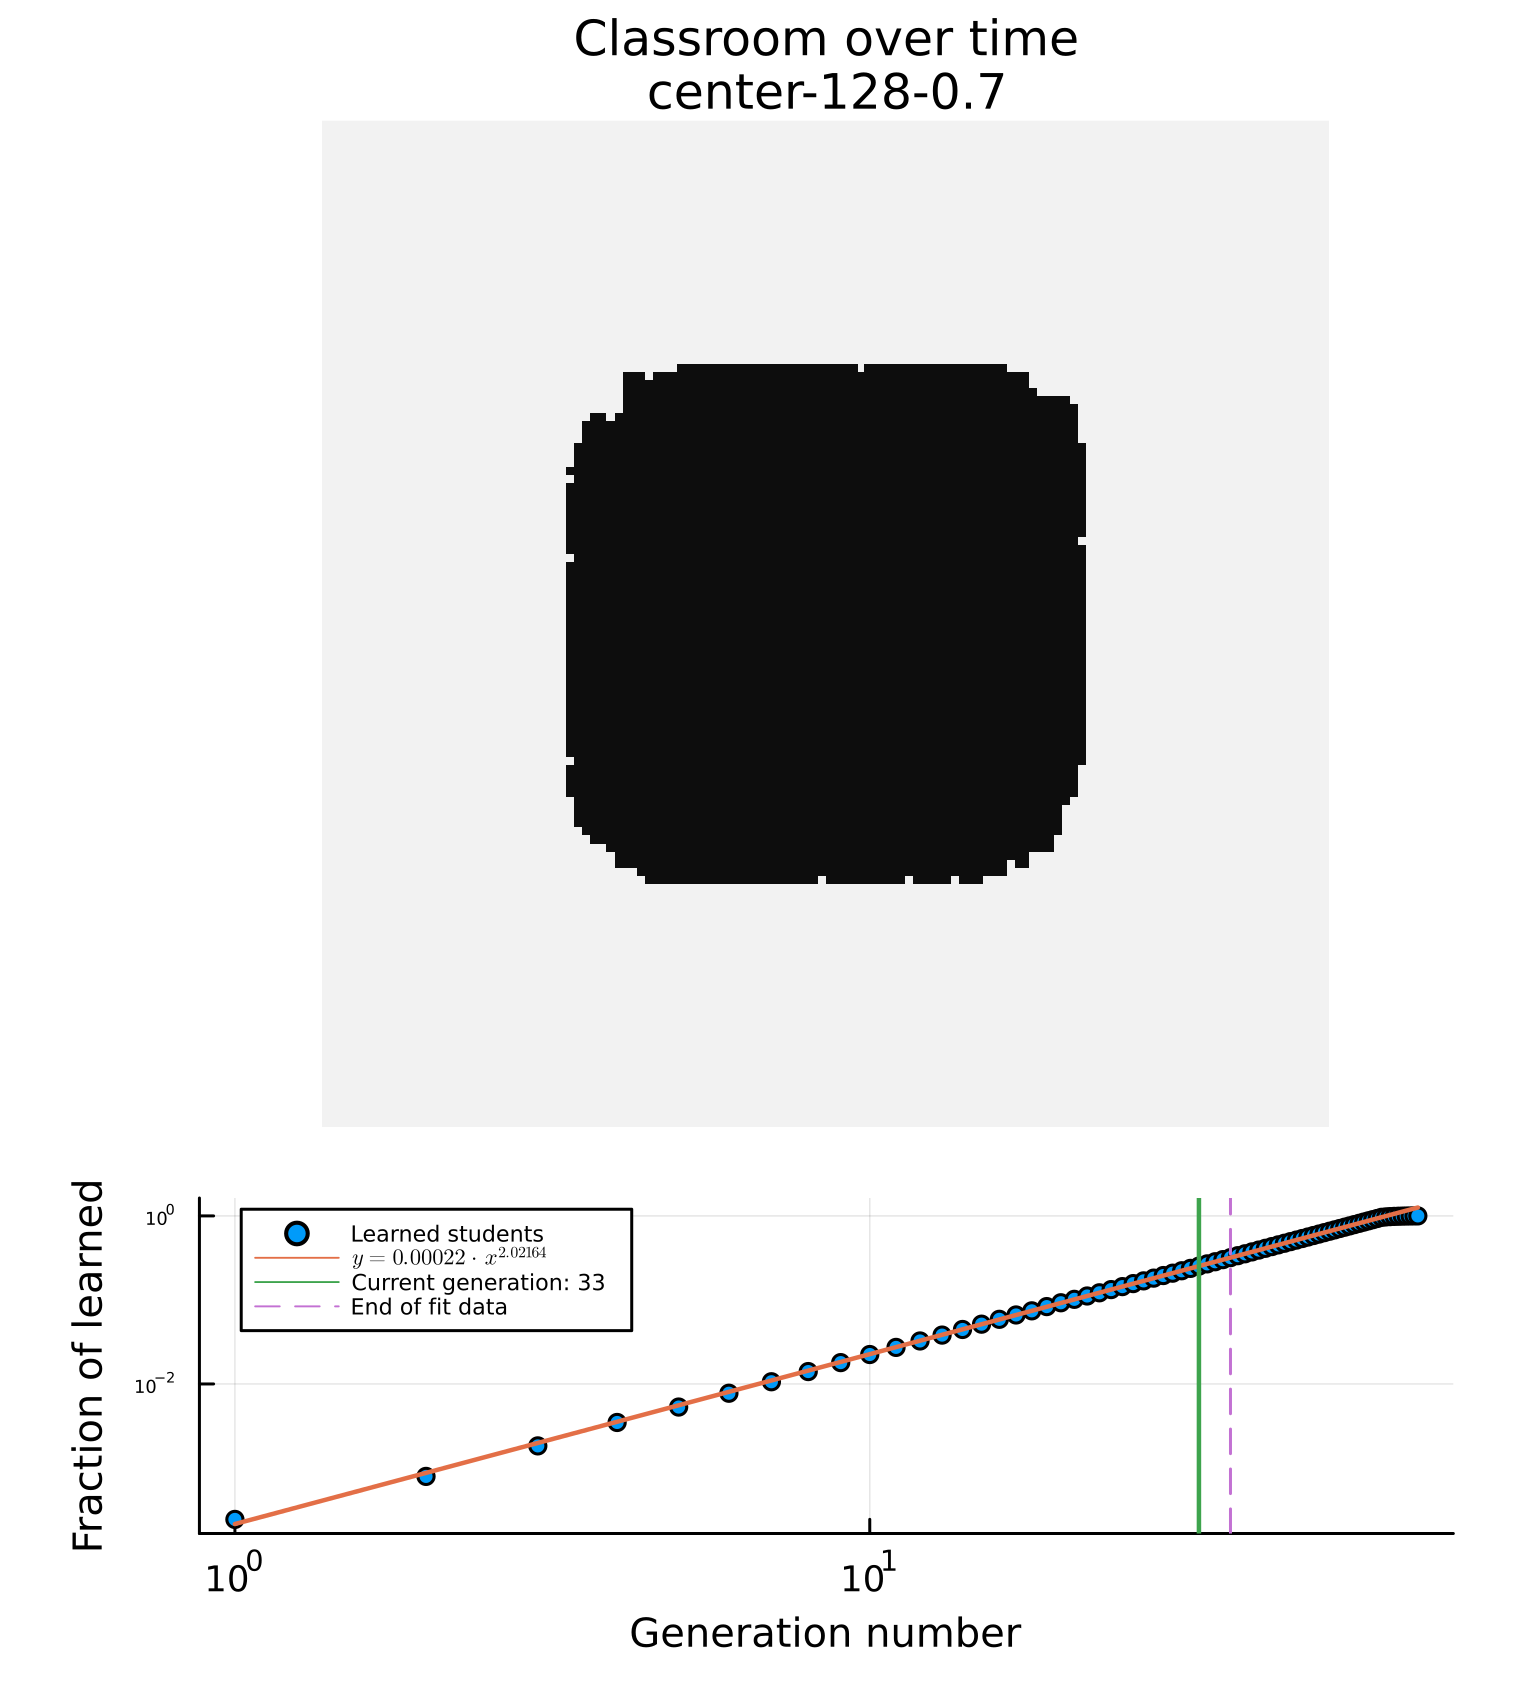 Classroom over time
center-128-0.7
Fraction of learned
10⁰
10⁻²
Learned students
y = 0.00022 · x^2.02164
Current generation: 33
End of fit data
10⁰
10¹
Generation number